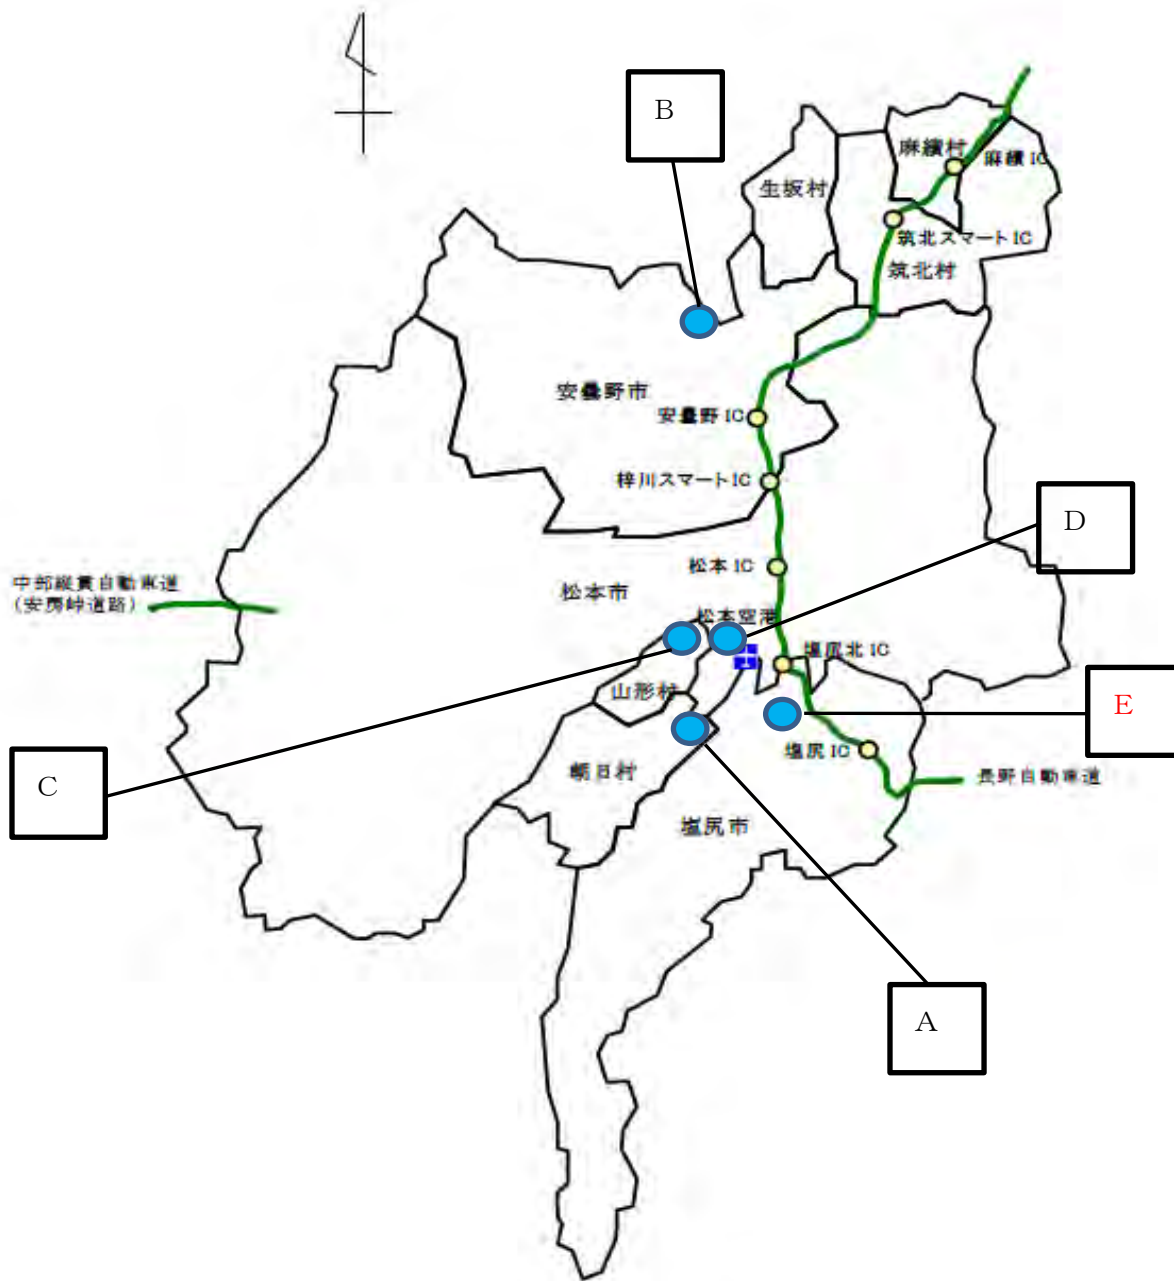 B
麻績村
麻績 IC
生坂村
筑北スマート IC
筑北村
安曇野市
安曇野 IC
梓川スマート IC
D
松本 IC
中部縦貫自動車道
(安房峠道路)
松本市
松本空港
塩尻北 IC
山形村
E
C
朝日村
塩尻 IC
長野自動車道
塩尻市
A